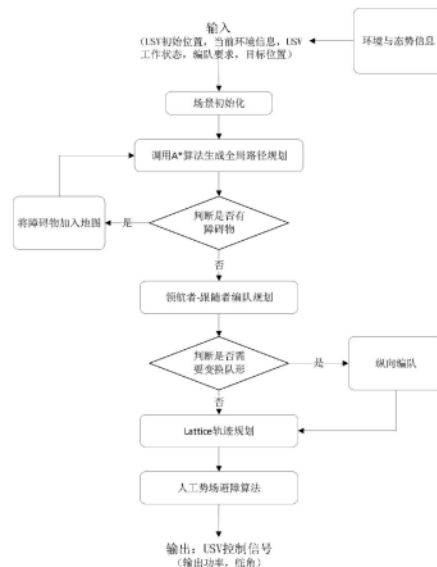 输入
(USV初始位置，当前环境信息，USV
工作状态，编队要求，目标位置)
环境与态势信息
场景初始化
调用A*算法生成全局路径规划
将障碍物加入地图
是
判断是否有
障碍物
否
领航者-跟随者编队规划
判断是否需
要变换队形
是
纵向编队
否
Lattice轨迹规划
人工势场避障算法
输出：USV控制信号
(输出功率，舵角)